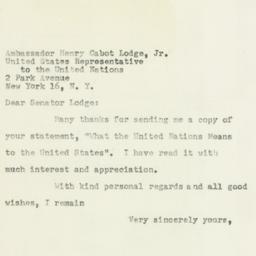 Ambassador Henry Cabot Lodge, Jr.
United States Representative
to the United Nations
2 Park Avenue
New York 16, N. Y.
Dear Senator Lodge:
Many thanks for sending me a copy of
your statement, "What the United Nations Means
to the United States". I have read it with
much interest and appreciation.
With kind personal regards and all good
wishes, I remain
Very sincerely yours,